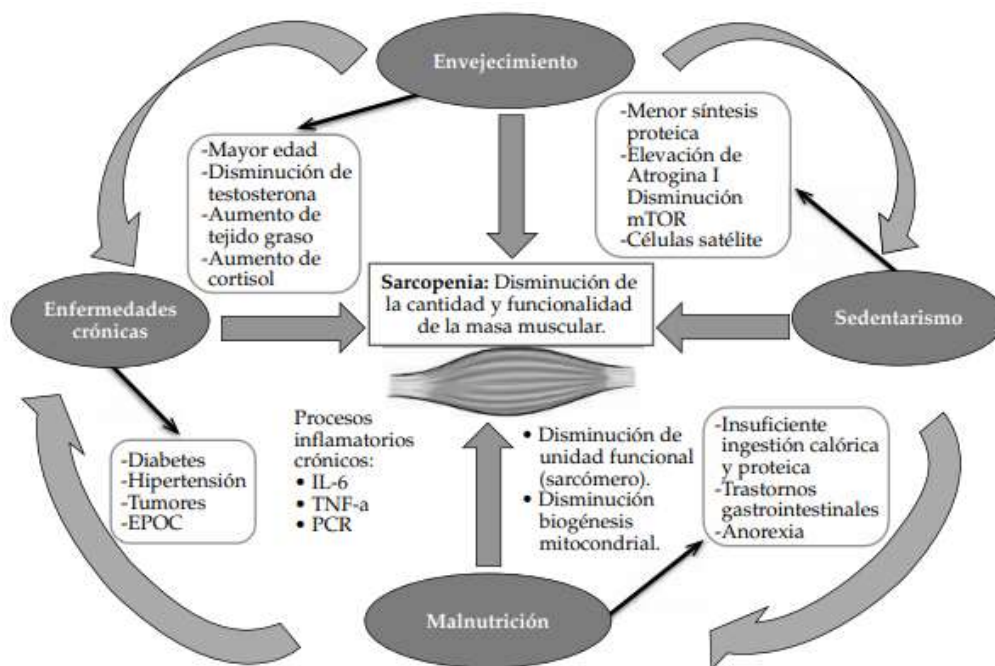 Envejecimiento
-Mayor edad
-Disminución de
testosterona
-Aumento de
tejido graso
-Aumento de
cortisol
-Menor síntesis
proteica
-Elevación de
Atrogina I
Disminución
mTOR
-Células satélite
Sarcopenia: Disminución de
la cantidad y funcionalidad
de la masa muscular.
Enfermedades
crónicas
Sedentarismo
-Diabetes
-Hipertensión
-Tumores
-EPOC
Procesos
inflamatorios
crónicos:
• IL-6
• TNF-a
• PCR
• Disminución de
unidad funcional
(sarcómero).
• Disminución
biogénesis
mitocondrial.
-Insuficiente
ingestión calórica
y proteica
-Trastornos
gastrointestinales
-Anorexia
Malnutrición